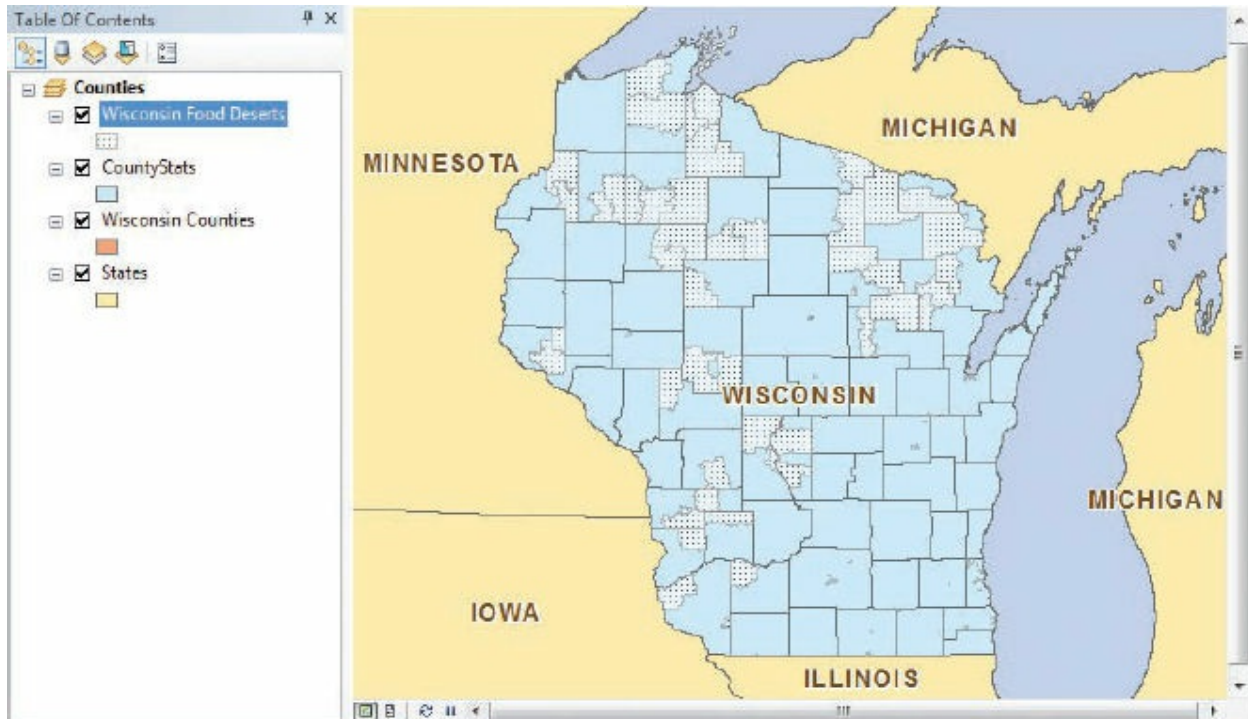 Table Of Contents
Counties
Wisconsin Food Deserts
CountyStats
Wisconsin Counties
States
MICHIGAN
MINNESOTA
WISCONSIN
MICHIGAN
IOWA
ILLINOIS